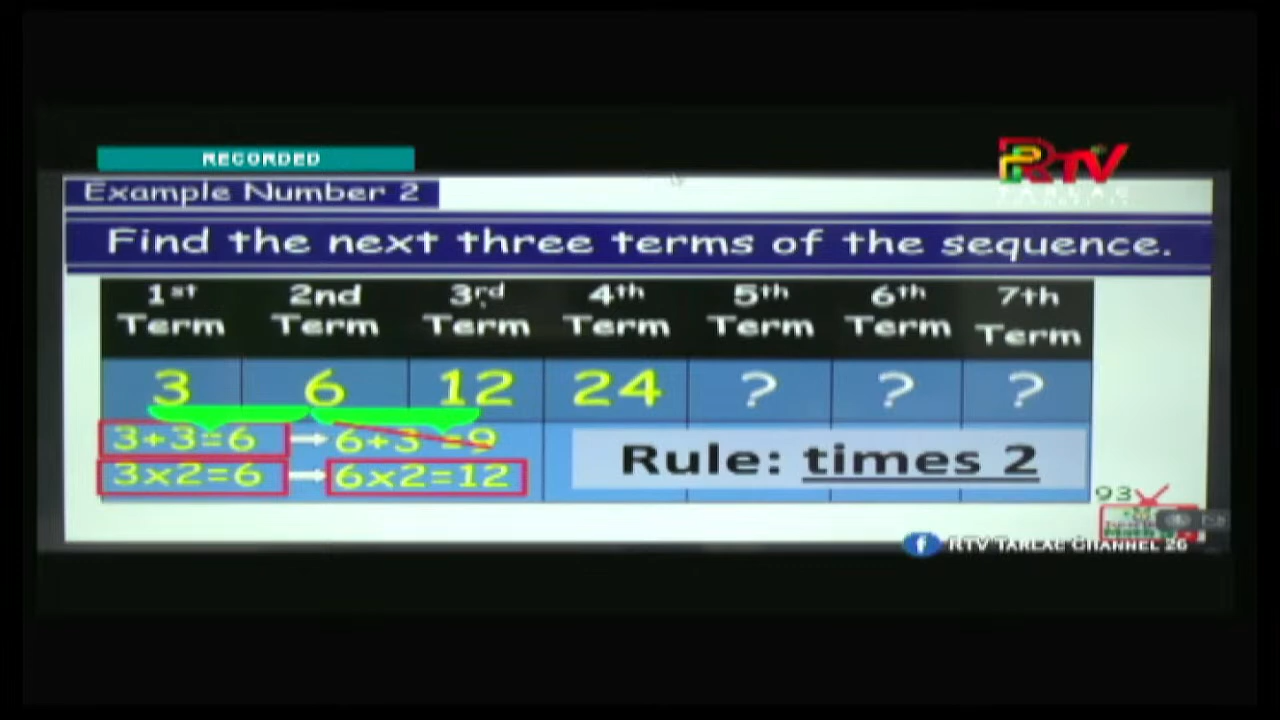 RECORDED
RTV
TARLAC
Example Number 2
Find the next three terms of the sequence.
1st Term 2nd Term 3rd Term 4th Term 5th Term 6th Term 7th Term
3 6 12 24 ? ? ?
3+3=6 → 6+3 =9
3x2=6 → 6x2=12
Rule: times 2
93
RTV TARLAC CHANNEL 26